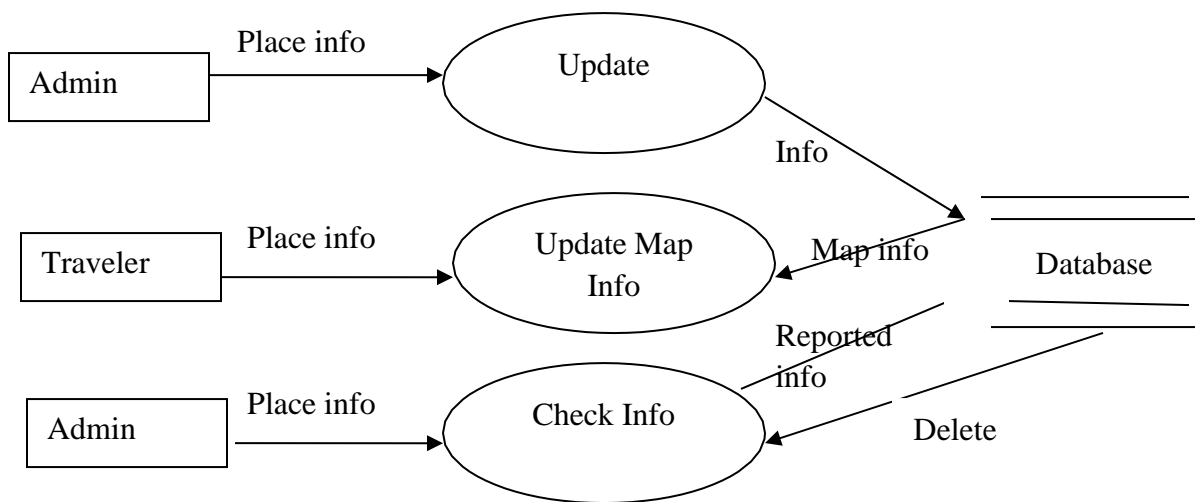 Place info
Admin
Update
Info
Place info
Traveler
Update Map
Info
Map info
Database
Reported
info
Place info
Admin
Check Info
Delete